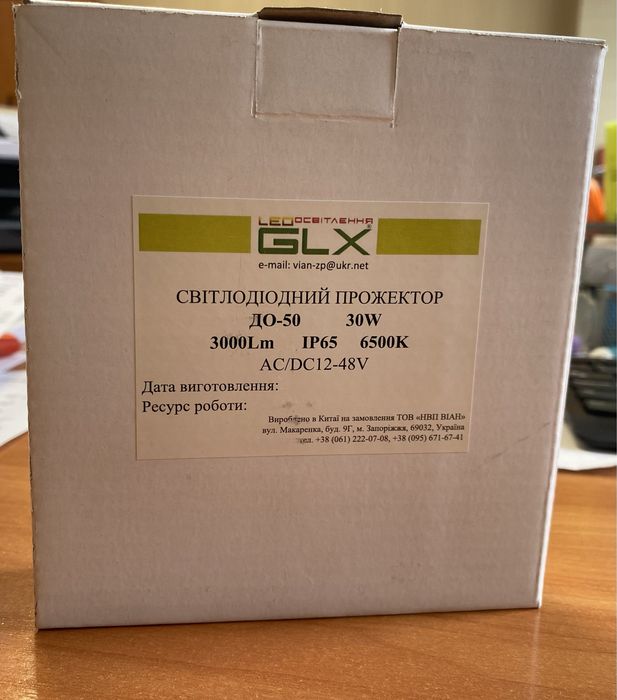 LED ОСВІТЛЕННЯ
GLX®
e-mail: vian-zp@ukr.net
СВІТЛОДІОДНИЙ ПРОЖЕКТОР
ДО-50 30W
3000Lm IP65 6500K
AC/DC12-48V
Дата виготовлення:
Ресурс роботи:
Вироблено в Китаї на замовлення ТОВ «НВП ВІАН»
вул. Макаренка, буд. 9Г, м. Запоріжжя, 69032, Україна
тел. +38 (061) 222-07-08, +38 (095) 671-67-41